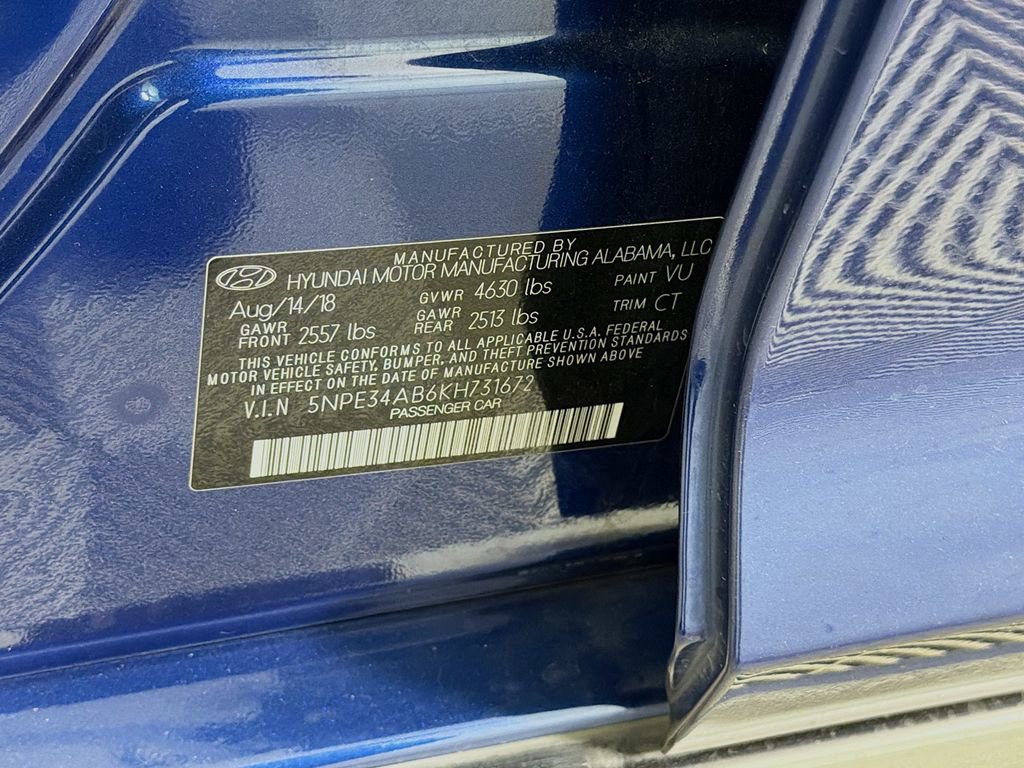 MANUFACTURED BY
HYUNDAI MOTOR MANUFACTURING ALABAMA, LLC
Aug/14/18 GVWR 4630 lbs PAINT VU
GAWR FRONT 2557 lbs GAWR REAR 2513 lbs TRIM CT
THIS VEHICLE CONFORMS TO ALL APPLICABLE U.S.A. FEDERAL
MOTOR VEHICLE SAFETY, BUMPER, AND THEFT PREVENTION STANDARDS
IN EFFECT ON THE DATE OF MANUFACTURE SHOWN ABOVE
V.I.N 5NPE34AB6KH731672
PASSENGER CAR